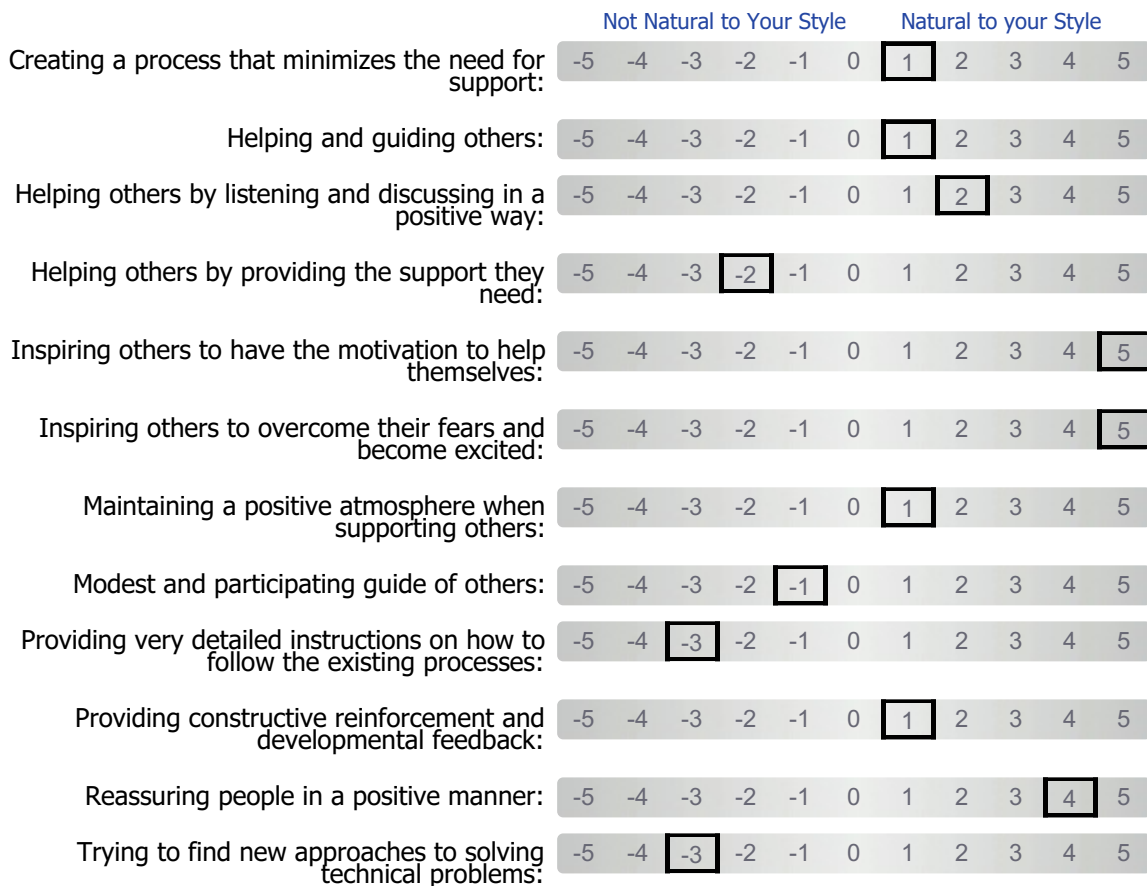 Not Natural to Your Style Natural to your Style
Creating a process that minimizes the need for
support:
-5 -4 -3 -2 -1 0 1 2 3 4 5
Helping and guiding others:
-5 -4 -3 -2 -1 0 1 2 3 4 5
Helping others by listening and discussing in a
positive way:
-5 -4 -3 -2 -1 0 1 2 3 4 5
Helping others by providing the support they
need:
-5 -4 -3 -2 -1 0 1 2 3 4 5
Inspiring others to have the motivation to help
themselves:
-5 -4 -3 -2 -1 0 1 2 3 4 5
Inspiring others to overcome their fears and
become excited:
-5 -4 -3 -2 -1 0 1 2 3 4 5
Maintaining a positive atmosphere when
supporting others:
-5 -4 -3 -2 -1 0 1 2 3 4 5
Modest and participating guide of others:
-5 -4 -3 -2 -1 0 1 2 3 4 5
Providing very detailed instructions on how to
follow the existing processes:
-5 -4 -3 -2 -1 0 1 2 3 4 5
Providing constructive reinforcement and
developmental feedback:
-5 -4 -3 -2 -1 0 1 2 3 4 5
Reassuring people in a positive manner:
-5 -4 -3 -2 -1 0 1 2 3 4 5
Trying to find new approaches to solving
technical problems:
-5 -4 -3 -2 -1 0 1 2 3 4 5